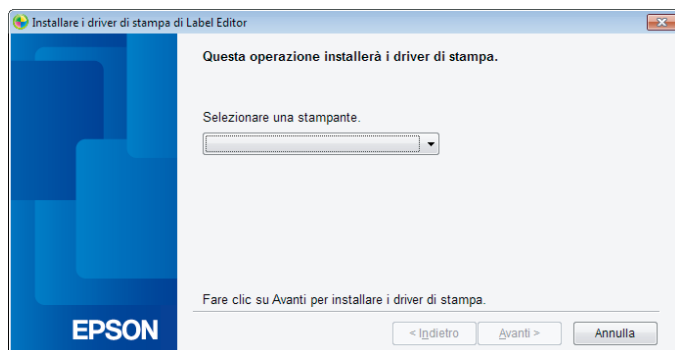 Installare i driver di stampa di Label Editor
Questa operazione installerà i driver di stampa.
Selezionare una stampante.
Fare clic su Avanti per installare i driver di stampa.
EPSON
< Indietro
Avanti >
Annulla